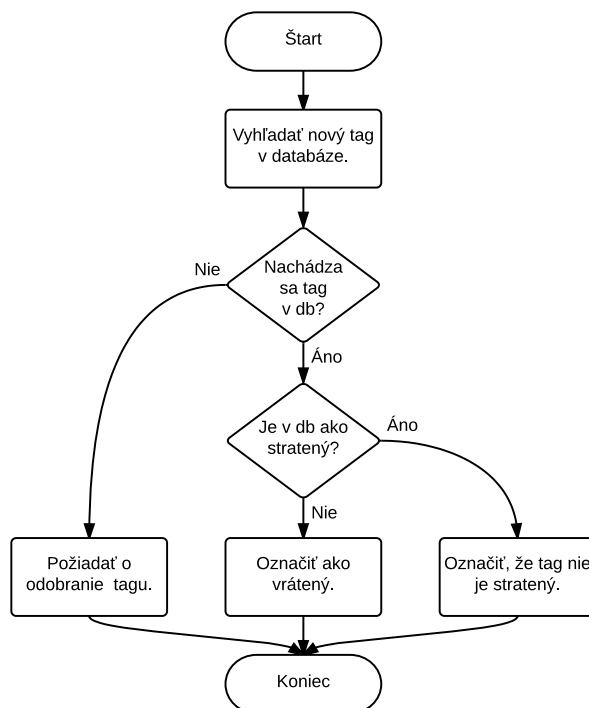 Štart
Vyhľadať nový tag
v databáze.
Nie
Nachádza
sa tag
v db?
Áno
Je v db ako
stratený?
Áno
Nie
Požiadať o
odobranie  tagu.
Označiť ako
vrátený.
Označiť, že tag nie
je stratený.
Koniec